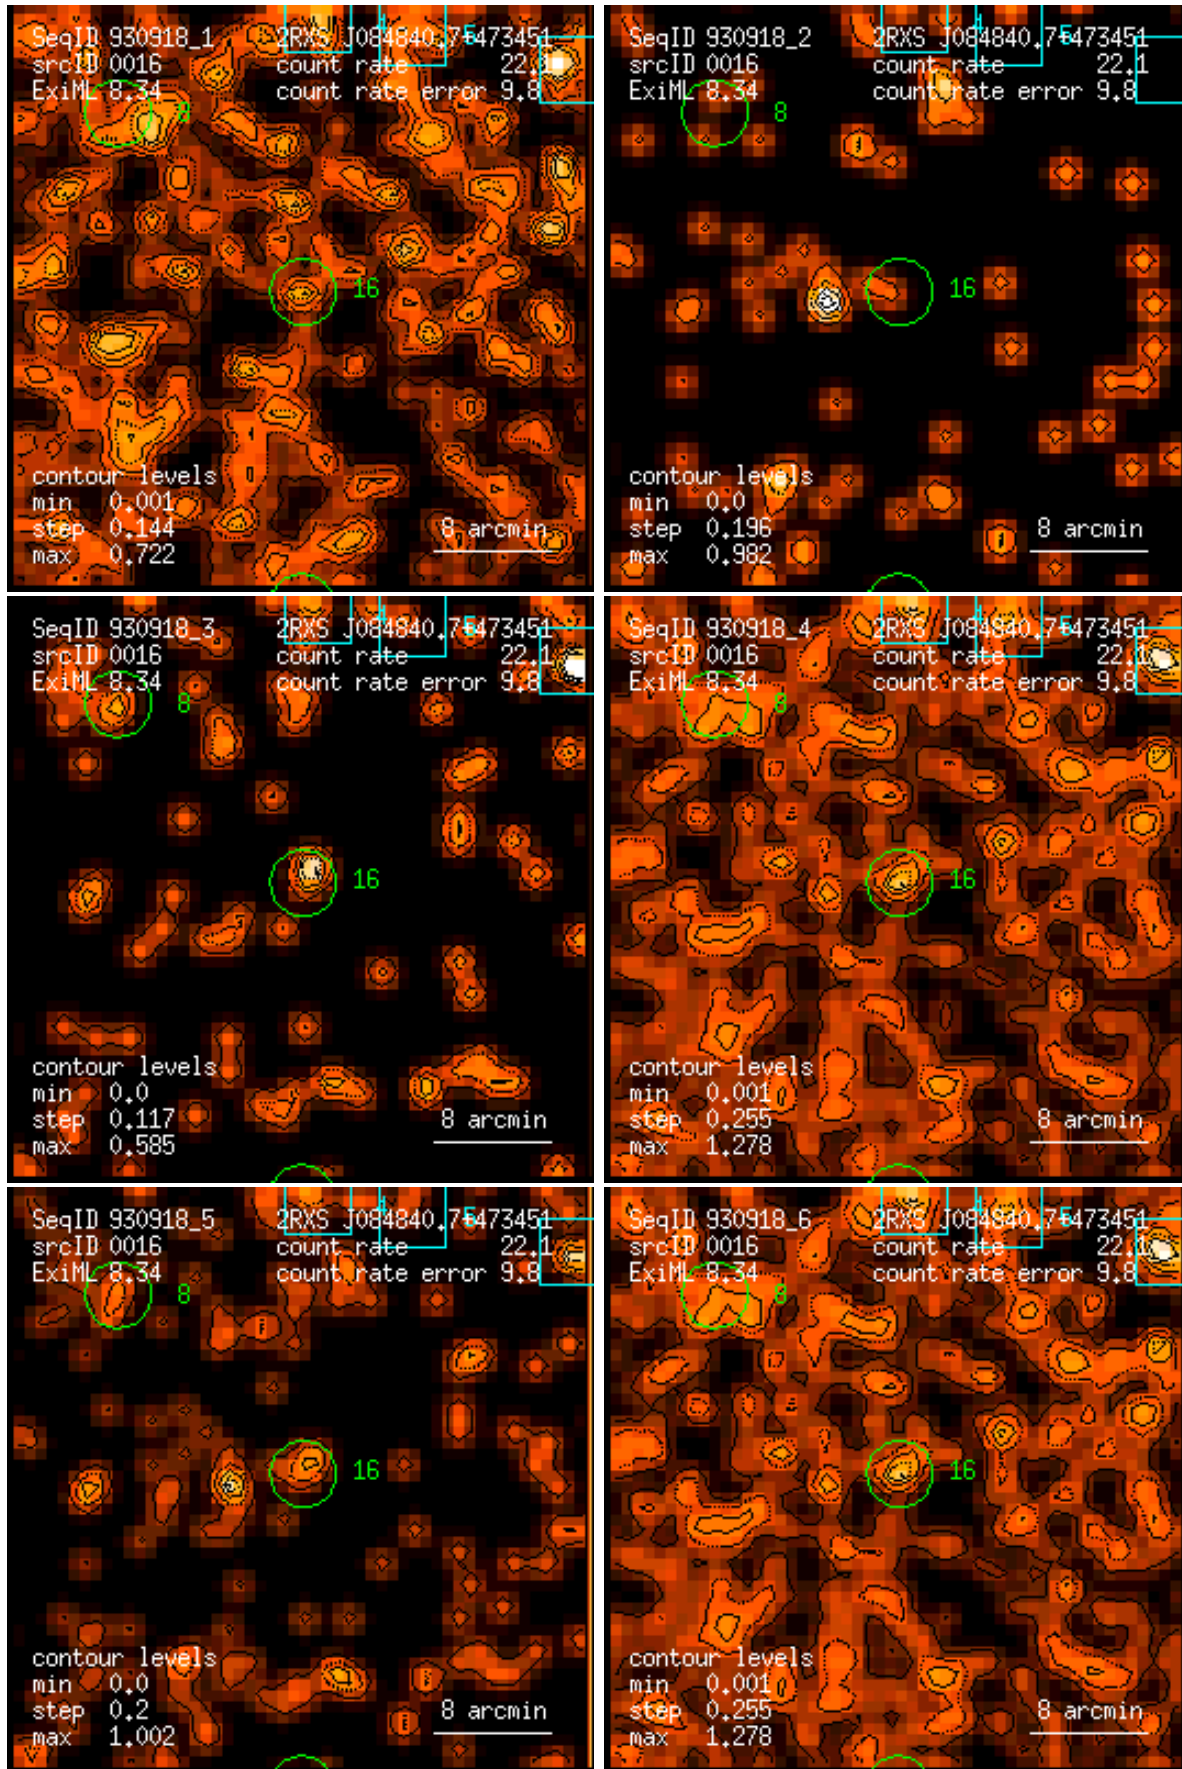 SeqID 930918_1 2RXS J084840.7+473451
srcID 0016 count rate 22.1
ExiML 8.34 count rate error 9.8
8
16
contour levels
min 0.001
step 0.144
max 0.722
8 arcmin
SeqID 930918_2 2RXS J084840.7+473451
srcID 0016 count rate 22.1
ExiML 8.34 count rate error 9.8
8
16
contour levels
min 0.0
step 0.196
max 0.982
8 arcmin
SeqID 930918_3 2RXS J084840.7+473451
srcID 0016 count rate 22.1
ExiML 8.34 count rate error 9.8
8
16
contour levels
min 0.0
step 0.117
max 0.585
8 arcmin
SeqID 930918_4 2RXS J084840.7+473451
srcID 0016 count rate 22.1
ExiML 8.34 count rate error 9.8
8
16
contour levels
min 0.001
step 0.255
max 1.278
8 arcmin
SeqID 930918_5 2RXS J084840.7+473451
srcID 0016 count rate 22.1
ExiML 8.34 count rate error 9.8
8
16
contour levels
min 0.0
step 0.2
max 1.002
8 arcmin
SeqID 930918_6 2RXS J084840.7+473451
srcID 0016 count rate 22.1
ExiML 8.34 count rate error 9.8
8
16
contour levels
min 0.001
step 0.255
max 1.278
8 arcmin